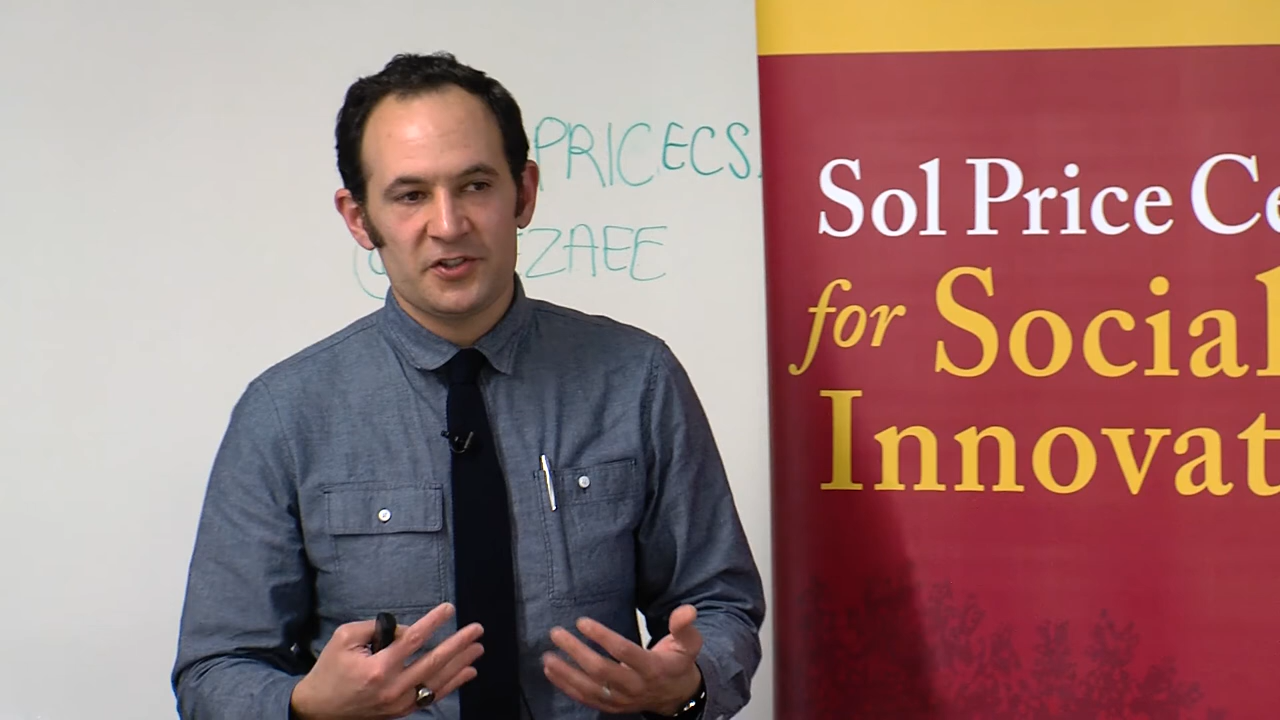 PRICECS
ZAEE
Sol Price Ce
for Social
Innovat